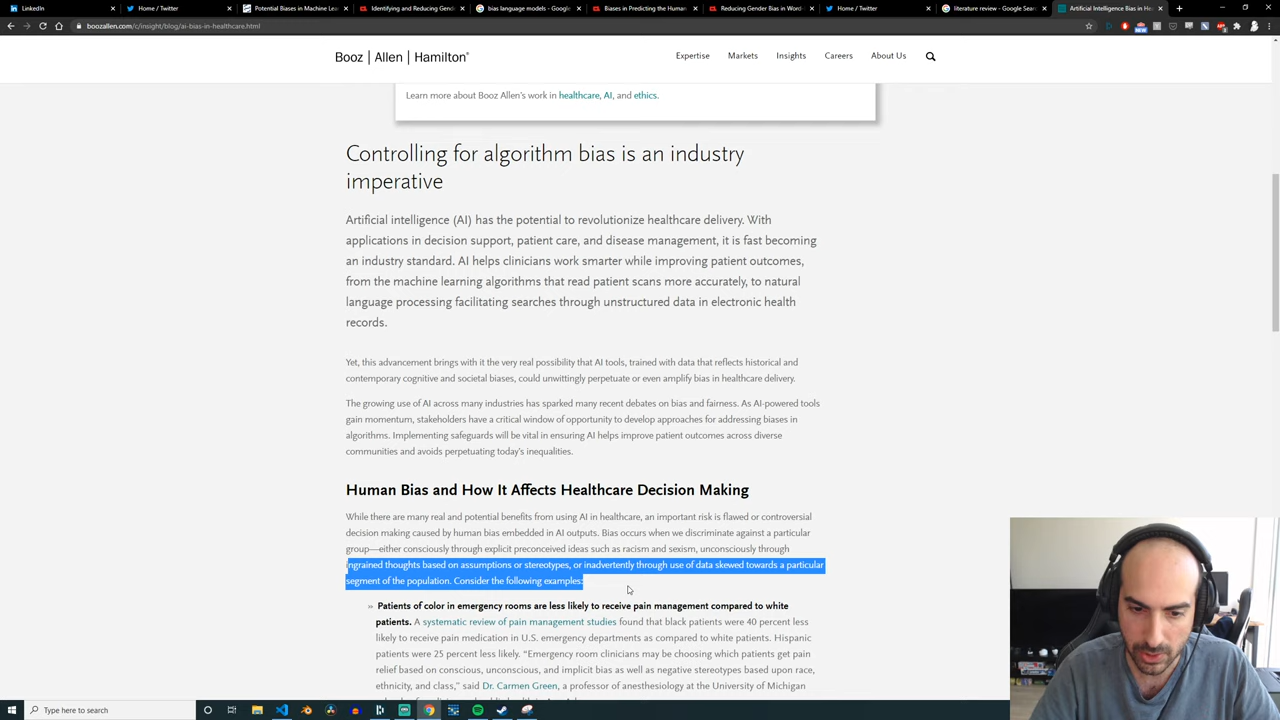 LinkedIn
Home / Twitter
Potential Biases in Machine Le
Identifying and Reducing Gen
bias language models - Google
Biases in Predicting the Human
Reducing Gender Bias in Word
Home / Twitter
literature review - Google Sear
Artificial Intelligence Bias in He
boozallen.com/c/insight/blog/ai-bias-in-healthcare.html
Booz | Allen | Hamilton®
Expertise
Markets
Insights
Careers
About Us
Learn more about Booz Allen's work in healthcare, AI, and ethics.
Controlling for algorithm bias is an industry
imperative
Artificial intelligence (AI) has the potential to revolutionize healthcare delivery. With
applications in decision support, patient care, and disease management, it is fast becoming
an industry standard. AI helps clinicians work smarter while improving patient outcomes,
from the machine learning algorithms that read patient scans more accurately, to natural
language processing facilitating searches through unstructured data in electronic health
records.
Yet, this advancement brings with it the very real possibility that AI tools, trained with data that reflects historical and
contemporary cognitive and societal biases, could unwittingly perpetuate or even amplify bias in healthcare delivery.
The growing use of AI across many industries has sparked many recent debates on bias and fairness. As AI-powered tools
gain momentum, stakeholders have a critical window of opportunity to develop approaches for addressing biases in
algorithms. Implementing safeguards will be vital in ensuring AI helps improve patient outcomes across diverse
communities and avoids perpetuating today's inequalities.
Human Bias and How It Affects Healthcare Decision Making
While there are many real and potential benefits from using AI in healthcare, an important risk is flawed or controversial
decision making caused by human bias embedded in AI outputs. Bias occurs when we discriminate against a particular
group—either consciously through explicit preconceived ideas such as racism and sexism, unconsciously through
ingrained thoughts based on assumptions or stereotypes, or inadvertently through use of data skewed towards a particular
segment of the population. Consider the following examples:
» Patients of color in emergency rooms are less likely to receive pain management compared to white
patients. A systematic review of pain management studies found that black patients were 40 percent less
likely to receive pain medication in U.S. emergency departments as compared to white patients. Hispanic
patients were 25 percent less likely. "Emergency room clinicians may be choosing which patients get pain
relief based on conscious, unconscious, and implicit bias as well as negative stereotypes based upon race,
ethnicity, and class," said Dr. Carmen Green, a professor of anesthesiology at the University of Michigan
Type here to search